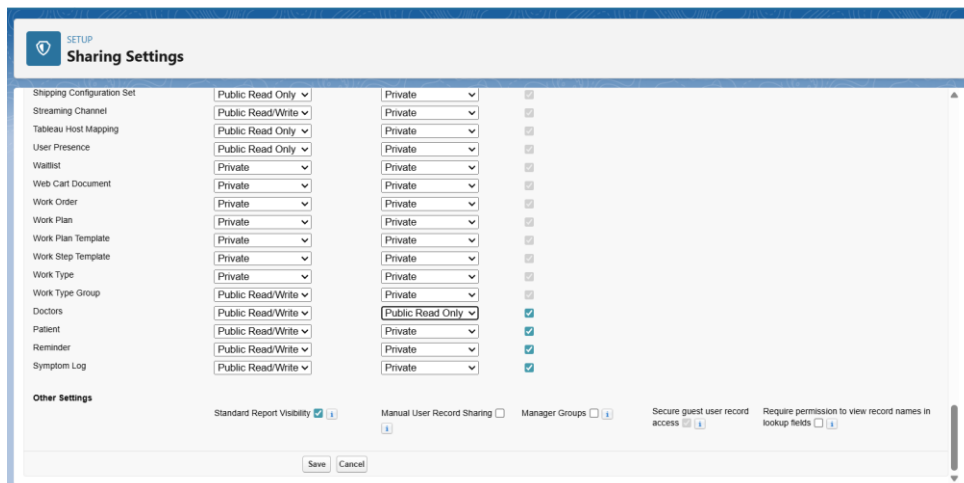 SETUP
Sharing Settings
Shipping Configuration Set Public Read Only Private
Streaming Channel Public Read/Write Private
Tableau Host Mapping Public Read Only Private
User Presence Public Read Only Private
Waitlist Private Private
Web Cart Document Private Private
Work Order Private Private
Work Plan Private Private
Work Plan Template Private Private
Work Step Template Private Private
Work Type Private Private
Work Type Group Public Read/Write Private
Doctors Public Read/Write Public Read Only
Patient Public Read/Write Private
Reminder Public Read/Write Private
Symptom Log Public Read/Write Private
Other Settings
Standard Report Visibility i Manual User Record Sharing i Manager Groups i Secure guest user record access i Require permission to view record names in lookup fields i
Save Cancel